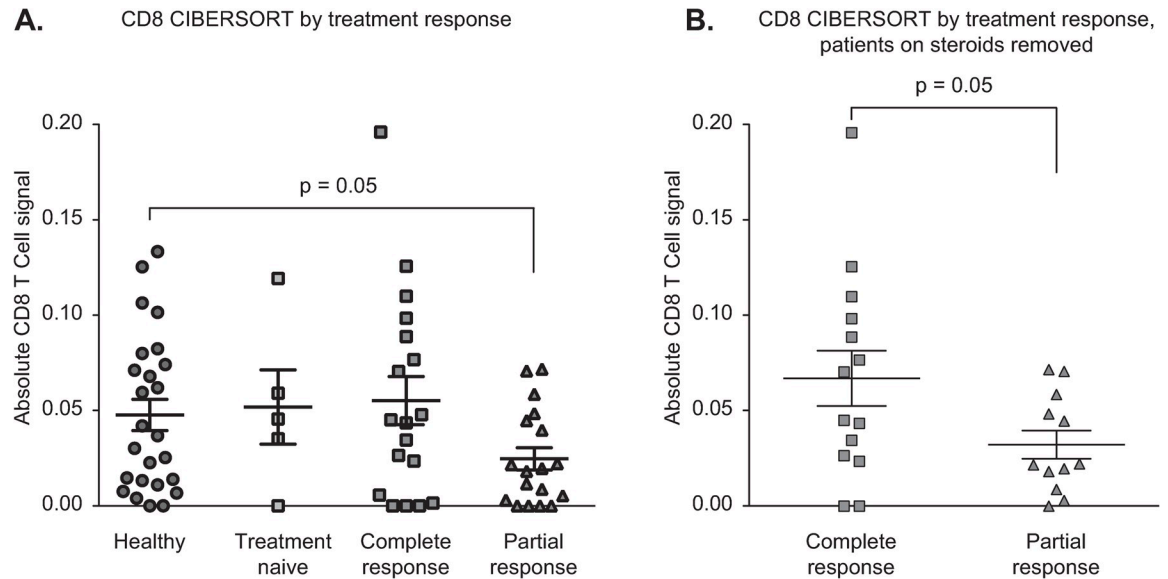 A.
CD8 CIBERSORT by treatment response
Absolute CD8 T Cell signal
0.20
0.15
0.10
0.05
0.00
p = 0.05
Healthy
Treatment
naive
Complete
response
Partial
response
B.
CD8 CIBERSORT by treatment response,
patients on steroids removed
p = 0.05
Absolute CD8 T Cell signal
0.20
0.15
0.10
0.05
0.00
Complete
response
Partial
response